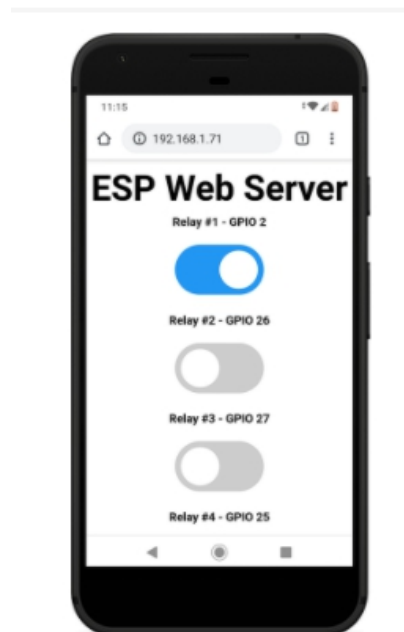 11:15
192.168.1.71
1
ESP Web Server
Relay #1 - GPIO 2
Relay #2 - GPIO 26
Relay #3 - GPIO 27
Relay #4 - GPIO 25